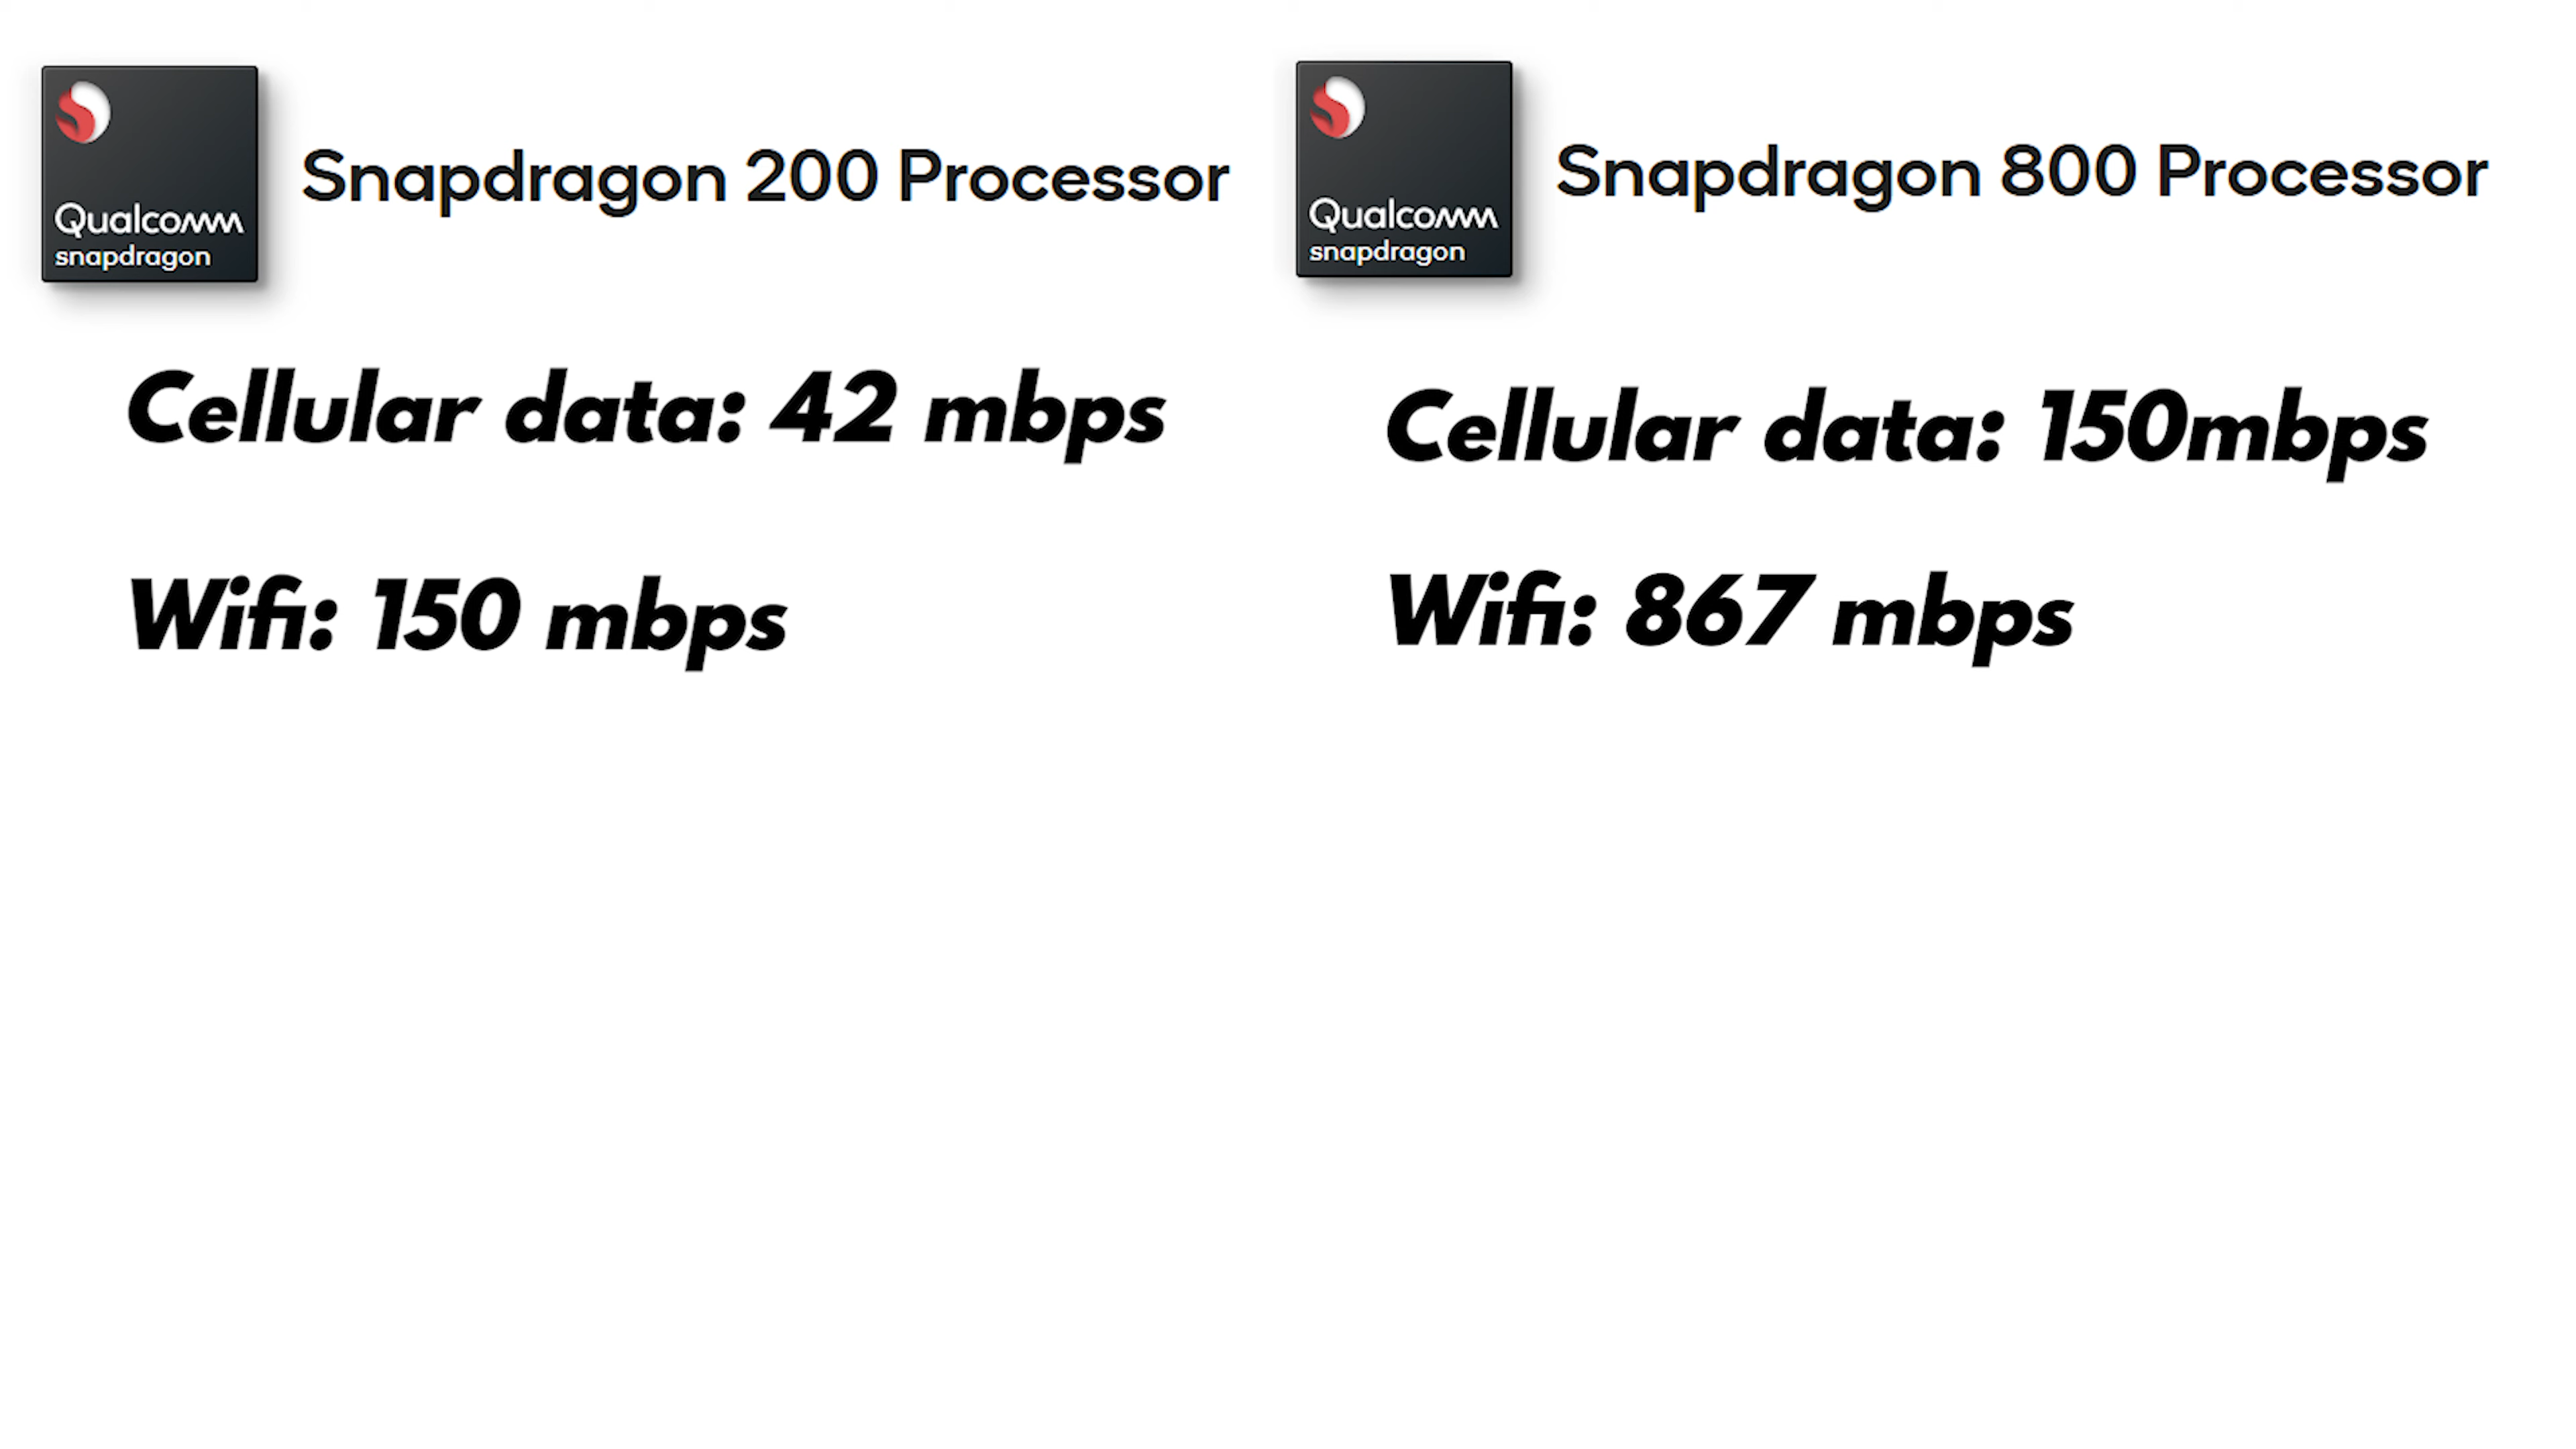 Qualcomm
snapdragon
Snapdragon 200 Processor
Cellular data: 42 mbps
Wifi: 150 mbps
Qualcomm
snapdragon
Snapdragon 800 Processor
Cellular data: 150mbps
Wifi: 867 mbps